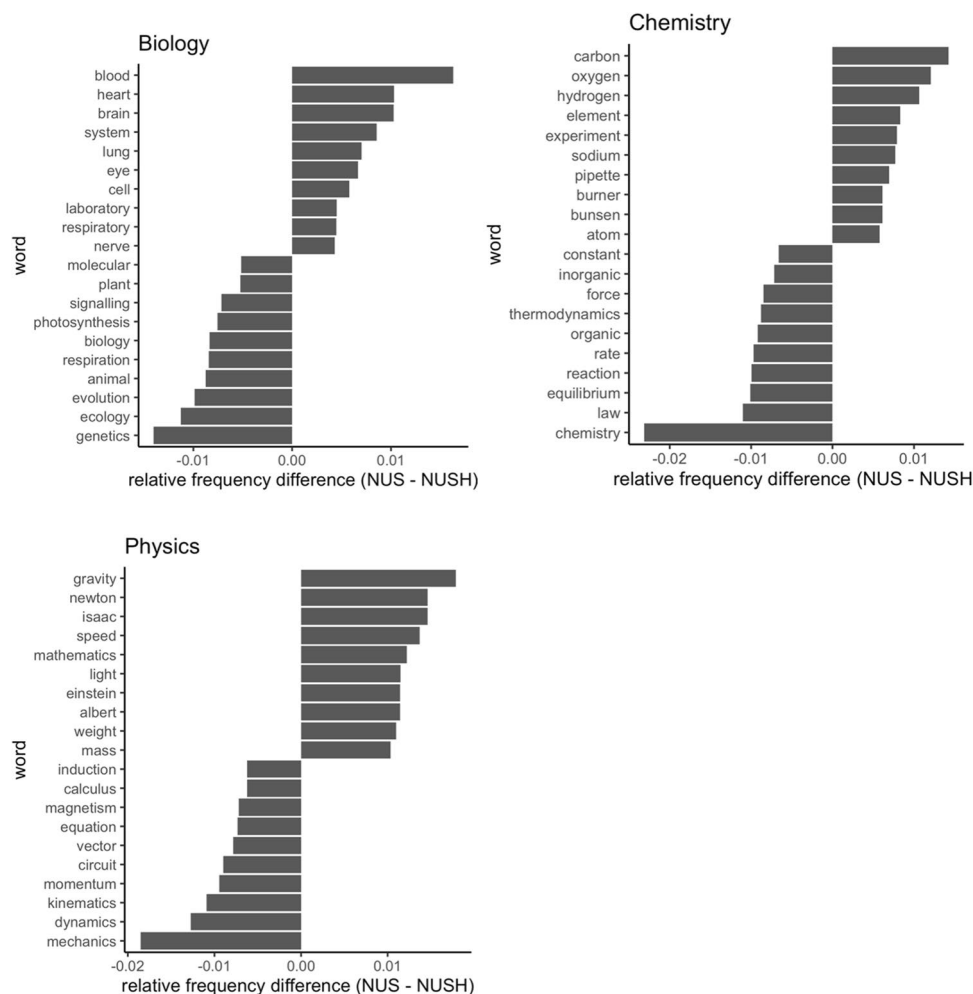 Biology
blood
heart
brain
system
lung
eye
cell
laboratory
respiratory
nerve
molecular
plant
signalling
photosynthesis
biology
respiration
animal
evolution
ecology
genetics
word
-0.01 0.00 0.01
relative frequency difference (NUS - NUSH)
Chemistry
carbon
oxygen
hydrogen
element
experiment
sodium
pipette
burner
bunsen
atom
constant
inorganic
force
thermodynamics
organic
rate
reaction
equilibrium
law
chemistry
word
-0.02 -0.01 0.00 0.01
relative frequency difference (NUS - NUSH
Physics
gravity
newton
isaac
speed
mathematics
light
einstein
albert
weight
mass
induction
calculus
magnetism
equation
vector
circuit
momentum
kinematics
dynamics
mechanics
word
-0.02 -0.01 0.00 0.01
relative frequency difference (NUS - NUSH)